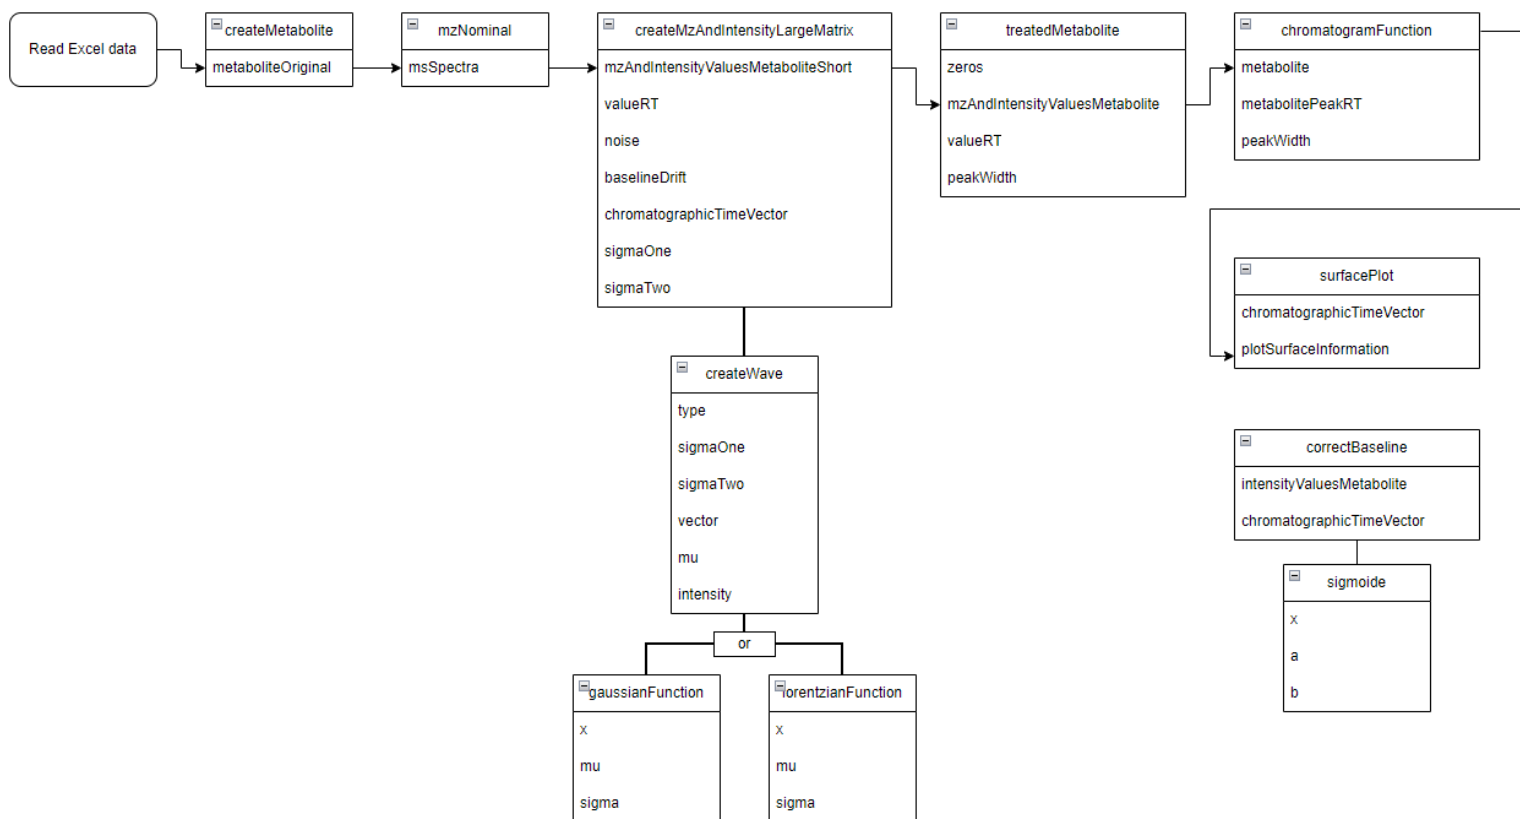 Read Excel data
createMetabolite
metaboliteOriginal
mzNominal
msSpectra
createMzAndIntensityLargeMatrix
mzAndIntensityValuesMetaboliteShort
valueRT
noise
baselineDrift
chromatographicTimeVector
sigmaOne
sigmaTwo
treatedMetabolite
zeros
mzAndIntensityValuesMetabolite
valueRT
peakWidth
chromatogramFunction
metabolite
metabolitePeakRT
peakWidth
surfacePlot
chromatographicTimeVector
plotSurfaceInformation
createWave
type
sigmaOne
sigmaTwo
vector
mu
intensity
or
gaussianFunction
x
mu
sigma
lorentzianFunction
x
mu
sigma
correctBaseline
intensityValuesMetabolite
chromatographicTimeVector
sigmoide
x
a
b